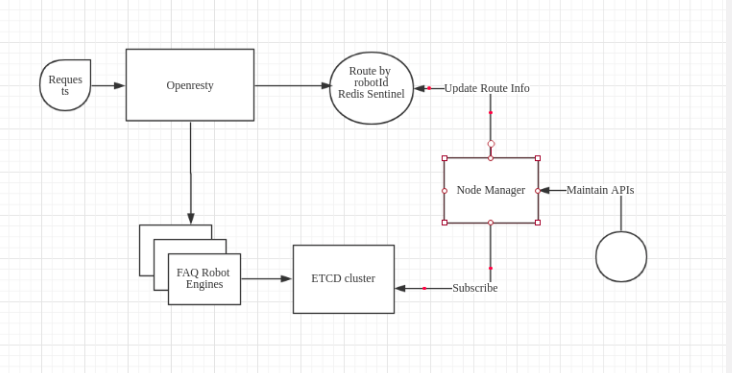 Reques
ts
Openresty
Route by
robotId
Redis Sentinel
Update Route Info
Node Manager
Maintain APIs
FAQ Robot
Engines
ETCD cluster
Subscribe